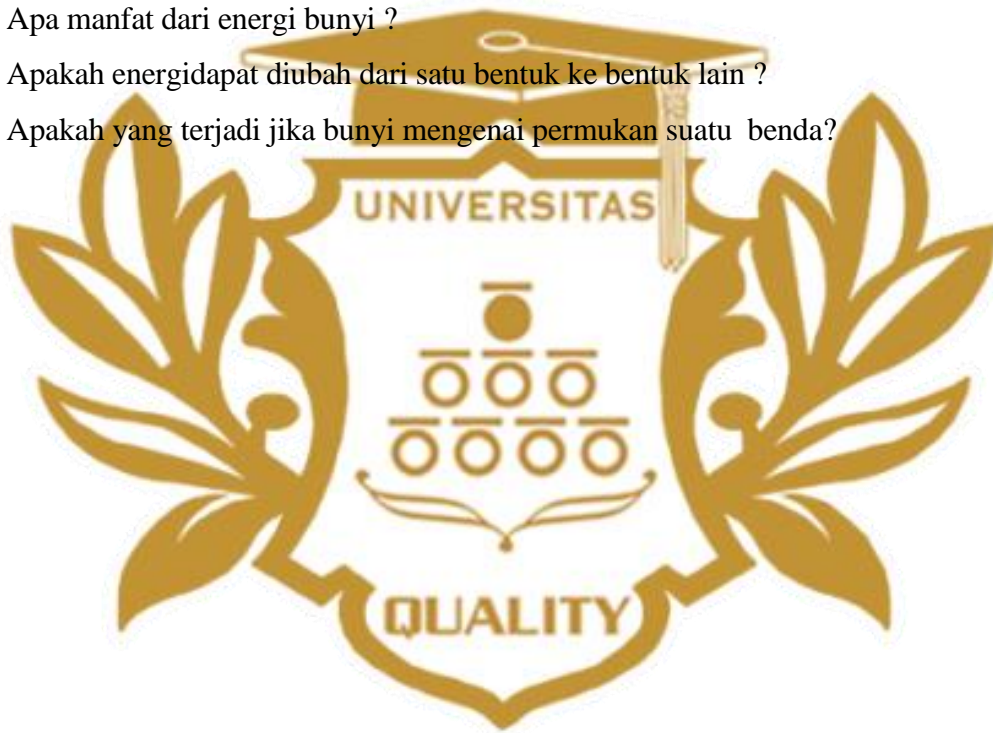 Apa manfat dari energi bunyi ?
Apakah energidapat diubah dari satu bentuk ke bentuk lain ?
Apakah yang terjadi jika bunyi mengenai permukan suatu  benda?
UNIVERSITAS
QUALITY